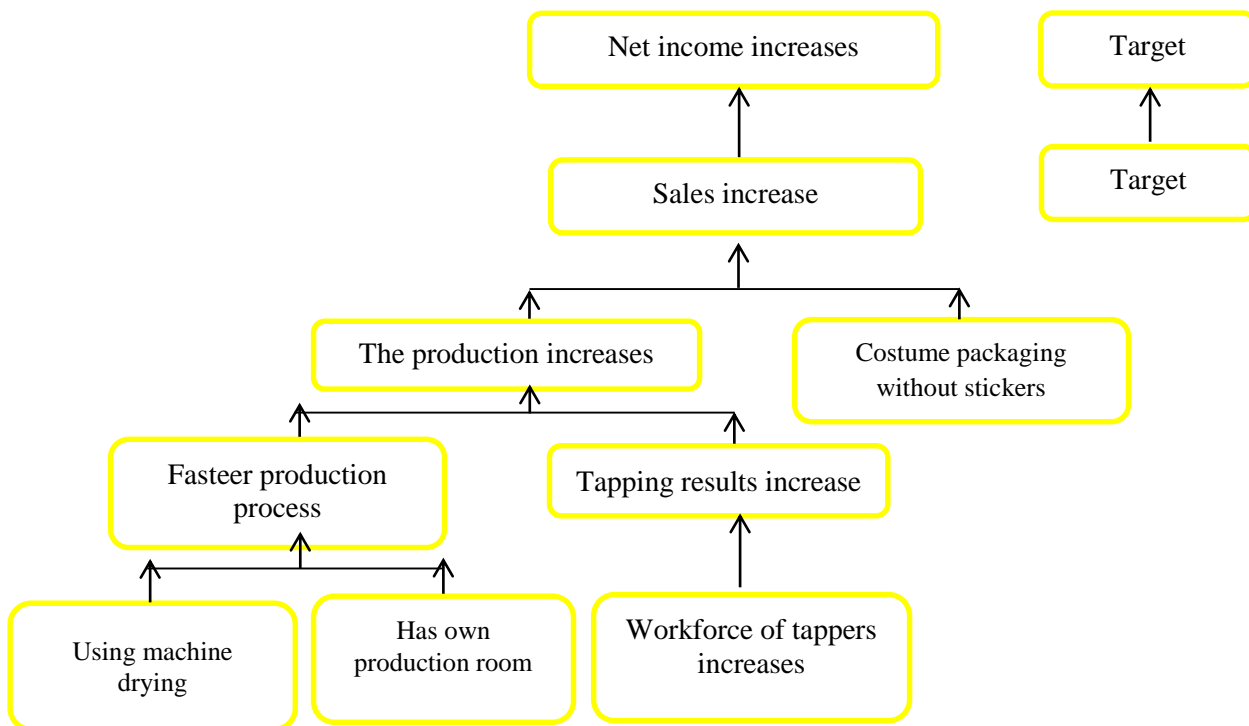 Net income increases
Target
Sales increase
Target
The production increases
Costume packaging
without stickers
Fasteer production
process
Tapping results increase
Using machine
drying
Has own
production room
Workforce of tappers
increases